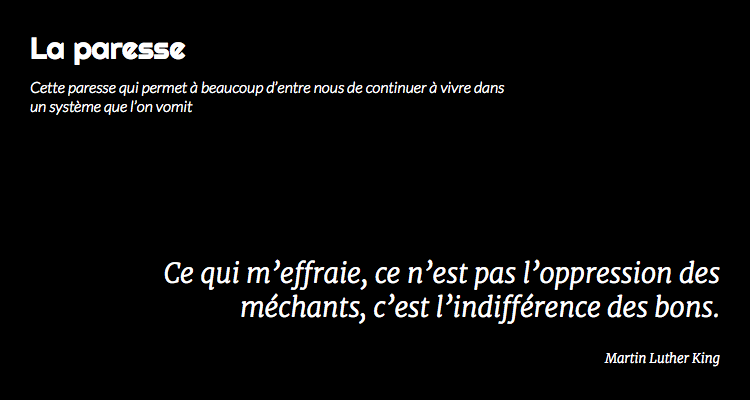 La paresse
Cette paresse qui permet à beaucoup d’entre nous de continuer à vivre dans
un système que l’on vomit
Ce qui m’effraie, ce n’est pas l’oppression des
méchants, c’est l’indifférence des bons.
Martin Luther King